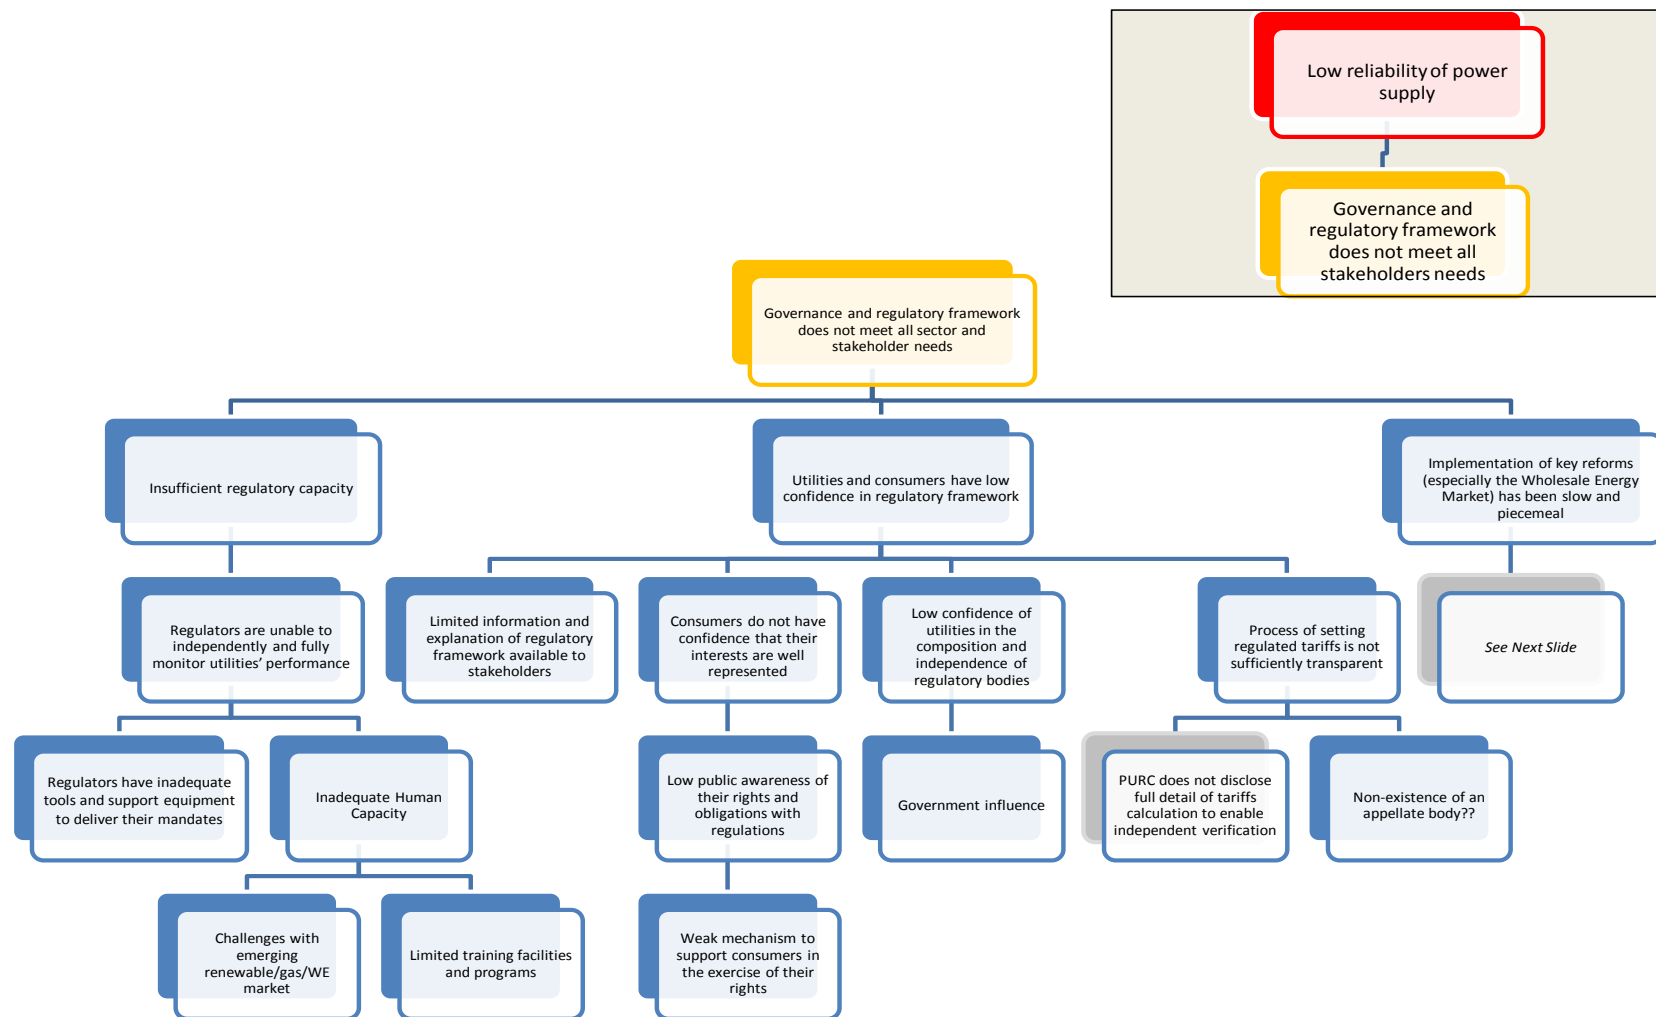 Low reliability of power
supply
Governance and
regulatory framework
does not meet all
stakeholders needs
Governance and regulatory framework
does not meet all sector and
stakeholder needs
Insufficient regulatory capacity
Utilities and consumers have low
confidence in regulatory framework
Implementation of key reforms
(especially the Wholesale Energy
Market) has been slow and
piecemeal
Regulators are unable to
independently and fully
monitor utilities’ performance
Limited information and
explanation of regulatory
framework available to
stakeholders
Consumers do not have
confidence that their
interests are well
represented
Low confidence of
utilities in the
composition and
independence of
regulatory bodies
Process of setting
regulated tariffs is not
sufficiently transparent
See Next Slide
Regulators have inadequate
tools and support equipment
to deliver their mandates
Inadequate Human
Capacity
Low public awareness of
their rights and
obligations with
regulations
Government influence
PURC does not disclose
full detail of tariffs
calculation to enable
independent verification
Non-existence of an
appellate body??
Challenges with
emerging
renewable/gas/WE
market
Limited training facilities
and programs
Weak mechanism to
support consumers in
the exercise of their
rights